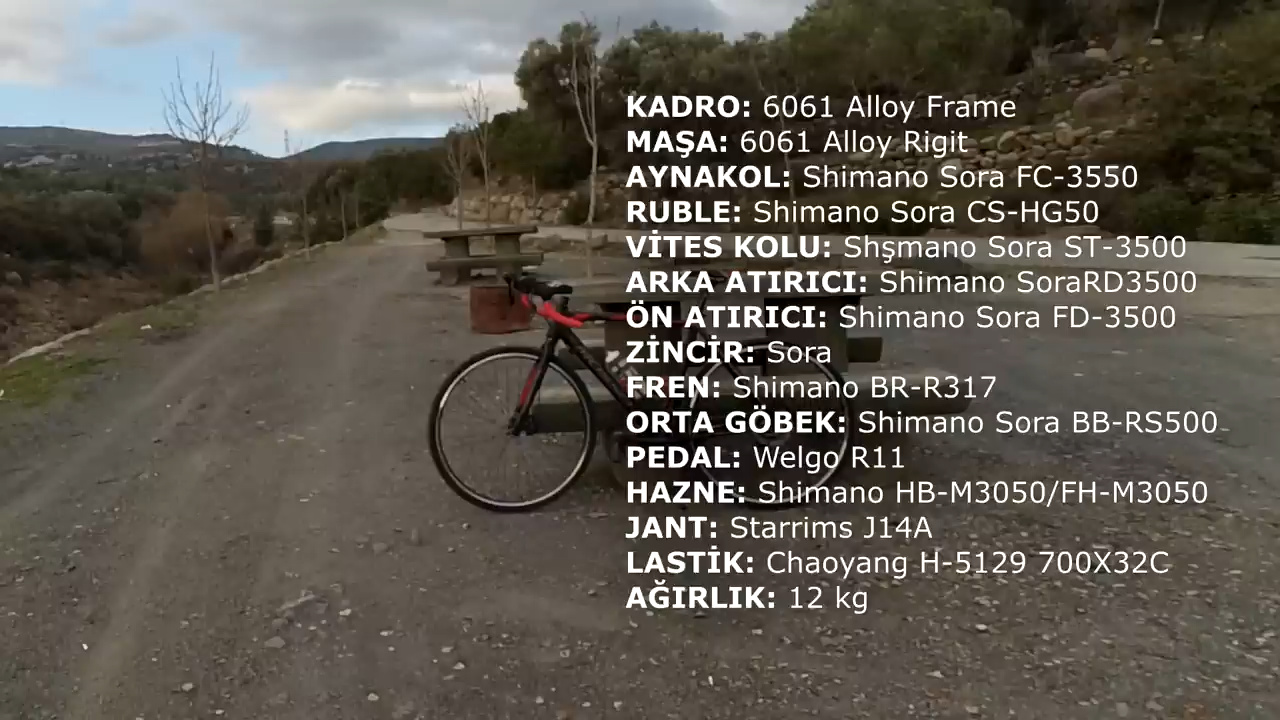 KADRO: 6061 Alloy Frame
MAŞA: 6061 Alloy Rigit
AYNAKOL: Shimano Sora FC-3550
RUBLE: Shimano Sora CS-HG50
VİTES KOLU: Shşmano Sora ST-3500
ARKA ATIRICI: Shimano SoraRD3500
ÖN ATIRICI: Shimano Sora FD-3500
ZİNCİR: Sora
FREN: Shimano BR-R317
ORTA GÖBEK: Shimano Sora BB-RS500
PEDAL: Welgo R11
HAZNE: Shimano HB-M3050/FH-M3050
JANT: Starrims J14A
LASTİK: Chaoyang H-5129 700X32C
AĞIRLIK: 12 kg